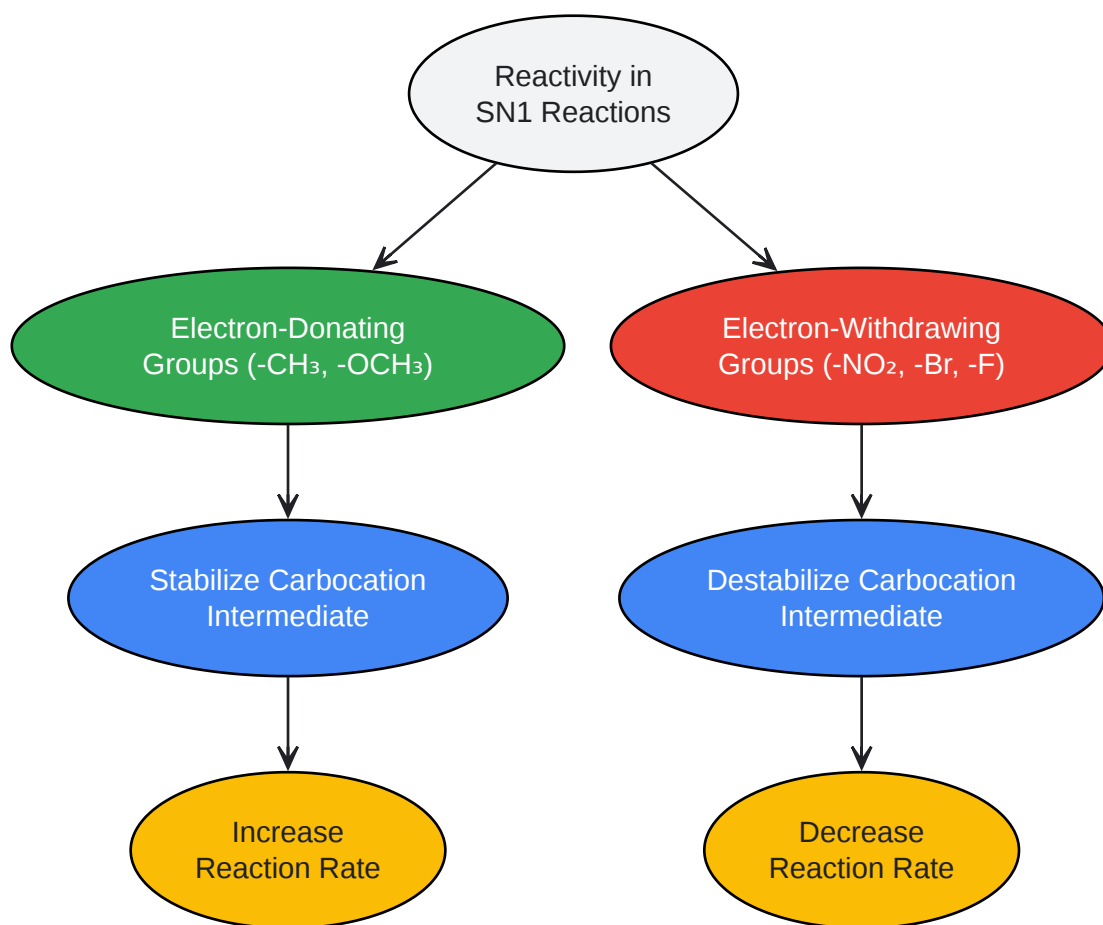 Reactivity in
SN1 Reactions
Electron-Donating
Groups (-CH₃, -OCH₃)
Electron-Withdrawing
Groups (-NO₂, -Br, -F)
Stabilize Carbocation
Intermediate
Destabilize Carbocation
Intermediate
Increase
Reaction Rate
Decrease
Reaction Rate